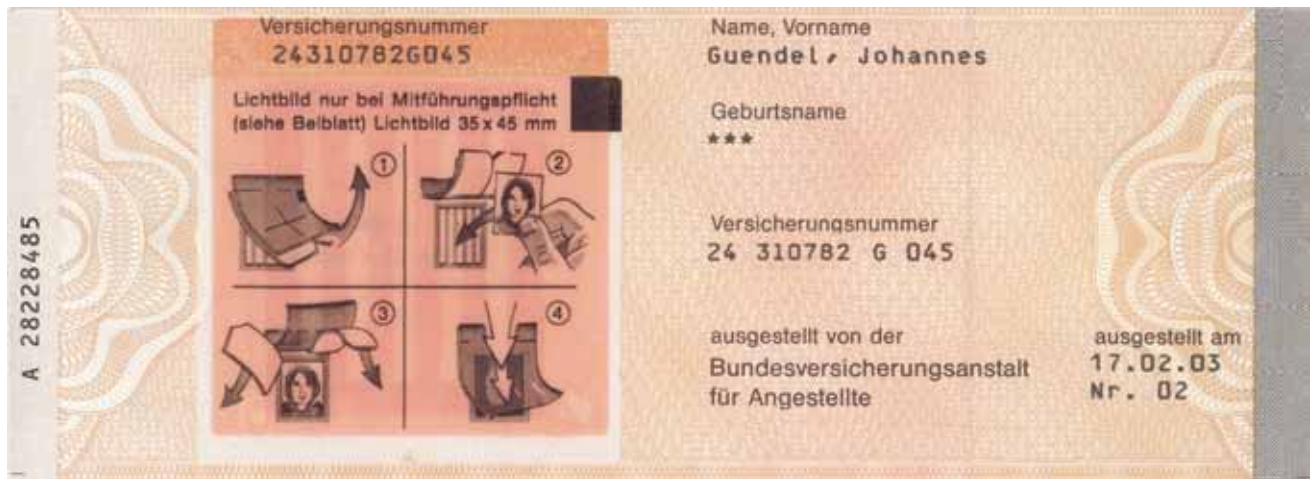 A 28228485
Versicherungsnummer
24310782G045
Lichtbild nur bei Mitführungspflicht
(siehe Beiblatt) Lichtbild 35 x 45 mm
1
2
3
4
Name, Vorname
Guendel, Johannes
Geburtsname
***
Versicherungsnummer
24 310782 G 045
ausgestellt von der
Bundesversicherungsanstalt
für Angestellte
ausgestellt am
17.02.03
Nr. 02